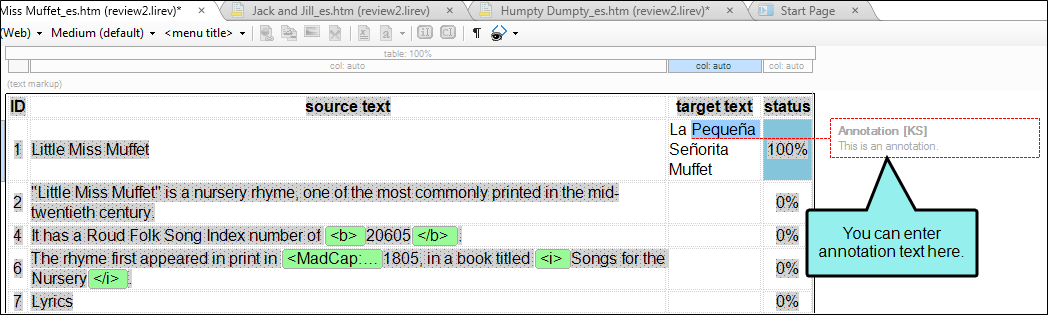 Miss Muffet_es.htm (review2.lirev)* Jack and Jill_es.htm (review2.lirev) Humpty Dumpty_es.htm (review2.lirev)* Start Page
(Web) Medium (default) <menu title>
table: 100%
col: auto col: auto col: auto
(text markup)
ID source text target text status
1 Little Miss Muffet La Pequeña Señorita Muffet 100%
Annotation [KS]
This is an annotation.
2 "Little Miss Muffet" is a nursery rhyme, one of the most commonly printed in the mid-
twentieth century. 0%
You can enter
annotation text here.
4 It has a Roud Folk Song Index number of <b> 20605 </b> . 0%
6 The rhyme first appeared in print in <MadCap:... 1805, in a book titled <i> Songs for the
Nursery </i> . 0%
7 Lyrics 0%